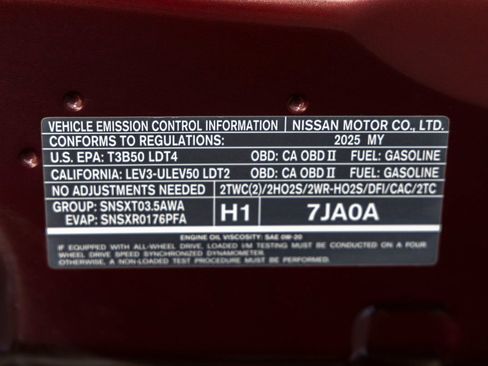 VEHICLE EMISSION CONTROL INFORMATION NISSAN MOTOR CO., LTD.
CONFORMS TO REGULATIONS: 2025 MY
U.S. EPA: T3B50 LDT4 OBD: CA OBD II FUEL: GASOLINE
CALIFORNIA: LEV3-ULEV50 LDT2 OBD: CA OBD II FUEL: GASOLINE
NO ADJUSTMENTS NEEDED 2TWC(2)/2HO2S/2WR-HO2S/DFI/CAC/2TC
GROUP: SNSXT03.5AWA
EVAP: SNSXR0176PFA
H1 7JA0A
ENGINE OIL VISCOSITY: SAE 0W-20
IF EQUIPPED WITH ALL-WHEEL DRIVE, LOADED I/M TESTING MUST BE CONDUCTED ON A FOUR
WHEEL DRIVE SPEED SYNCHRONIZED DYNAMOMETER.
OTHERWISE, A NON-LOADED TEST PROCEDURE MUST BE PERFORMED.